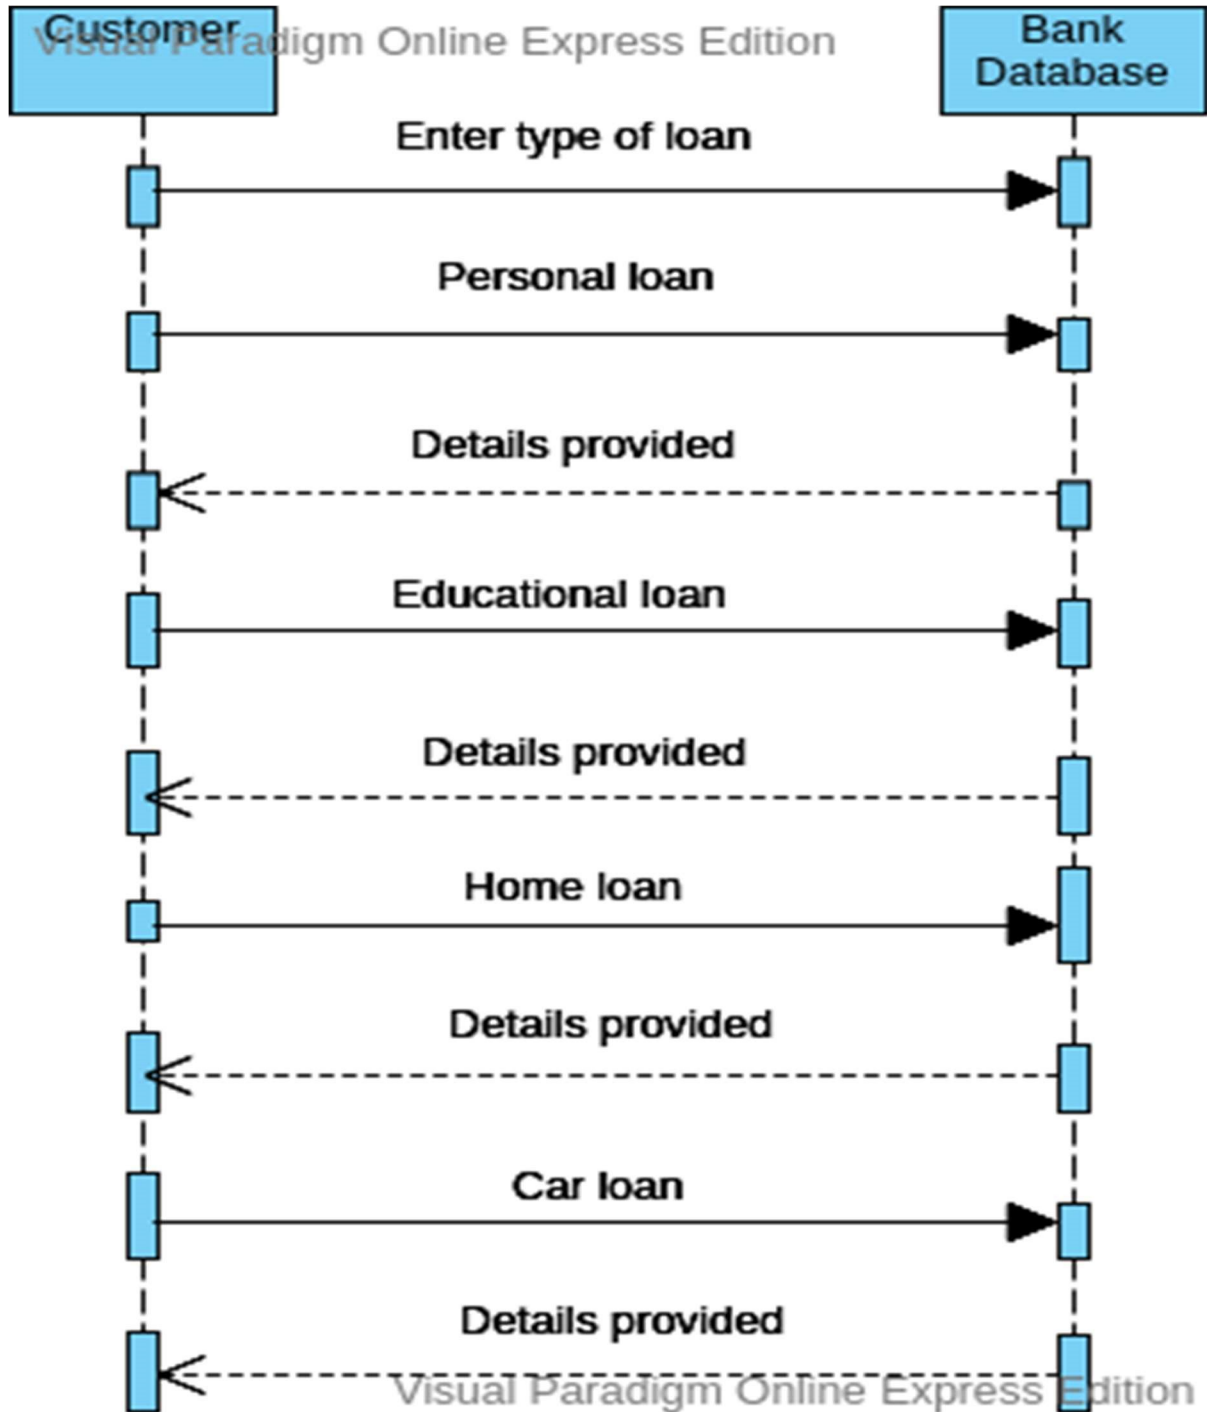 Customer
Visual Paradigm Online Express Edition
Bank
Database
Enter type of loan
Personal loan
Details provided
Educational loan
Details provided
Home loan
Details provided
Car loan
Details provided
Visual Paradigm Online Express Edition